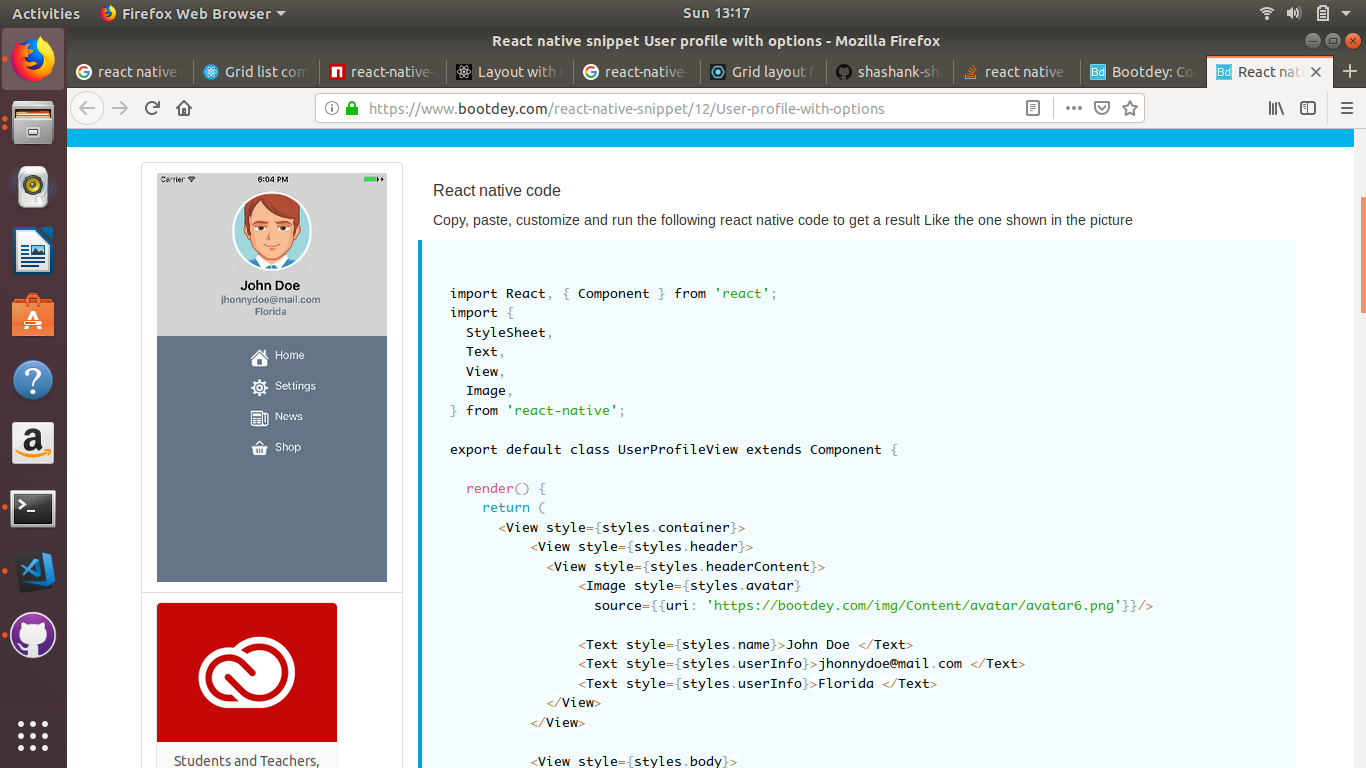 Activities
Firefox Web Browser
Sun 13:17
React native snippet User profile with options - Mozilla Firefox
react native
Grid list com
react-native-
Layout with
react-native-
Grid layout f
shashank-sha
react native
Bootdey: Co
React nati
https://www.bootdey.com/react-native-snippet/12/User-profile-with-options
Carrier
6:04 PM
John Doe
jhonnydoe@mail.com
Florida
Home
Settings
News
Shop
Students and Teachers,
React native code
Copy, paste, customize and run the following react native code to get a result Like the one shown in the picture
import React, { Component } from 'react';
import {
  StyleSheet,
  Text,
  View,
  Image,
} from 'react-native';
export default class UserProfileView extends Component {
  render() {
    return (
      <View style={styles.container}>
          <View style={styles.header}>
            <View style={styles.headerContent}>
                <Image style={styles.avatar}
                  source={{uri: 'https://bootdey.com/img/Content/avatar/avatar6.png'}}/>
                <Text style={styles.name}>John Doe </Text>
                <Text style={styles.userInfo}>jhonnydoe@mail.com </Text>
                <Text style={styles.userInfo}>Florida </Text>
            </View>
          </View>
          <View style={styles.body}>